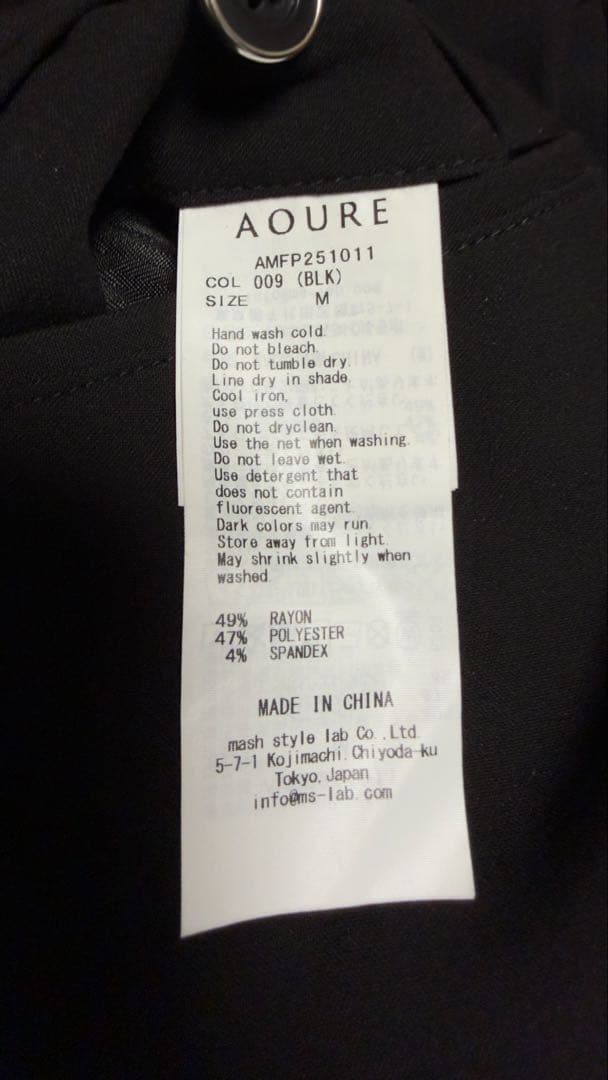 AOURE
AMFP251011
COL 009 (BLK)
SIZE M
Hand wash cold.
Do not bleach.
Do not tumble dry.
Line dry in shade.
Cool iron,
use press cloth.
Do not dryclean.
Use the net when washing.
Do not leave wet.
Use detergent that
does not contain
fluorescent agent.
Dark colors may run.
Store away from light.
May shrink slightly when
washed.
49% RAYON
47% POLYESTER
4% SPANDEX
MADE IN CHINA
mash style lab Co.,Ltd.
5-7-1 Kojimachi.Chiyoda-ku
Tokyo,Japan
info@ms-lab.com